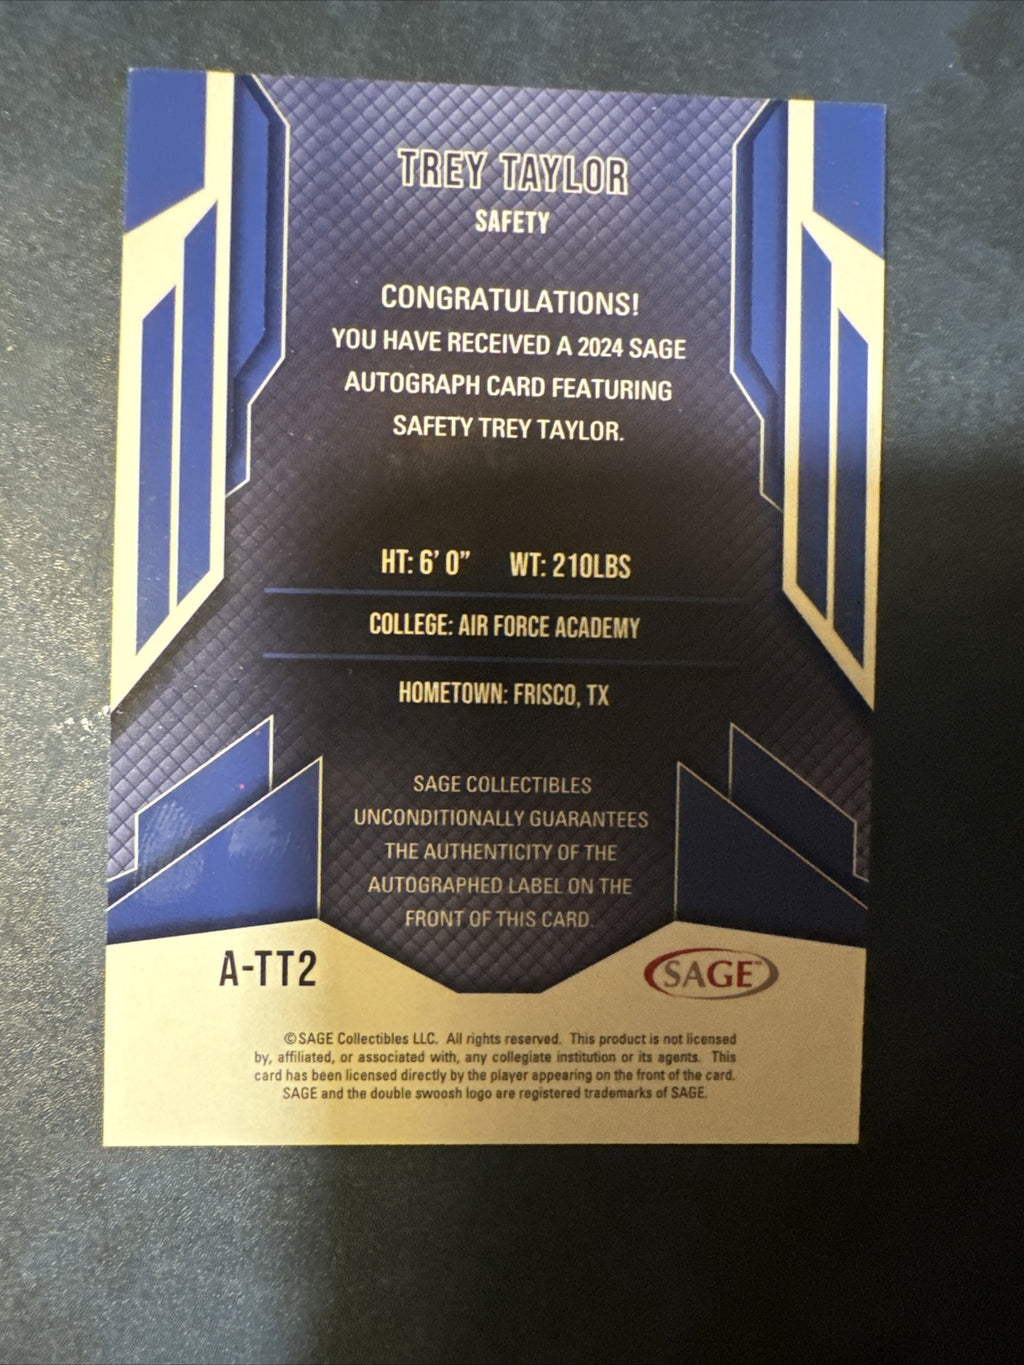 TREY TAYLOR
SAFETY
CONGRATULATIONS!
YOU HAVE RECEIVED A 2024 SAGE
AUTOGRAPH CARD FEATURING
SAFETY TREY TAYLOR.
HT: 6' 0" WT: 210LBS
COLLEGE: AIR FORCE ACADEMY
HOMETOWN: FRISCO, TX
SAGE COLLECTIBLES
UNCONDITIONALLY GUARANTEES
THE AUTHENTICITY OF THE
AUTOGRAPHED LABEL ON THE
FRONT OF THIS CARD.
A-TT2
SAGE™
©SAGE Collectibles LLC. All rights reserved. This product is not licensed
by, affiliated, or associated with, any collegiate institution or its agents. This
card has been licensed directly by the player appearing on the front of the card.
SAGE and the double swoosh logo are registered trademarks of SAGE.